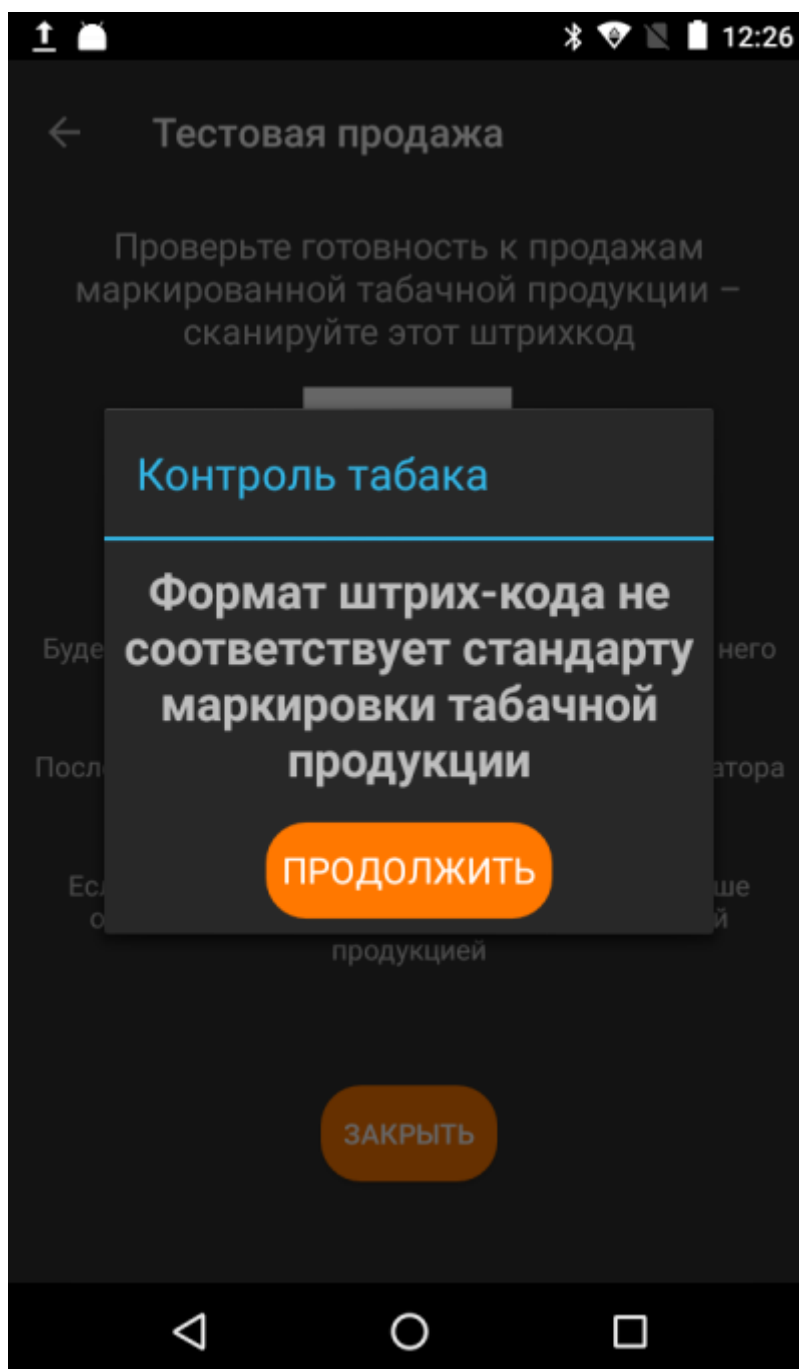 12:26
Тестовая продажа
Проверьте готовность к продажам
маркированной табачной продукции –
сканируйте этот штрихкод
Контроль табака
Формат штрих-кода не
соответствует стандарту
маркировки табачной
продукции
него
ПРОДОЛЖИТЬ
продукцией
ЗАКРЫТЬ